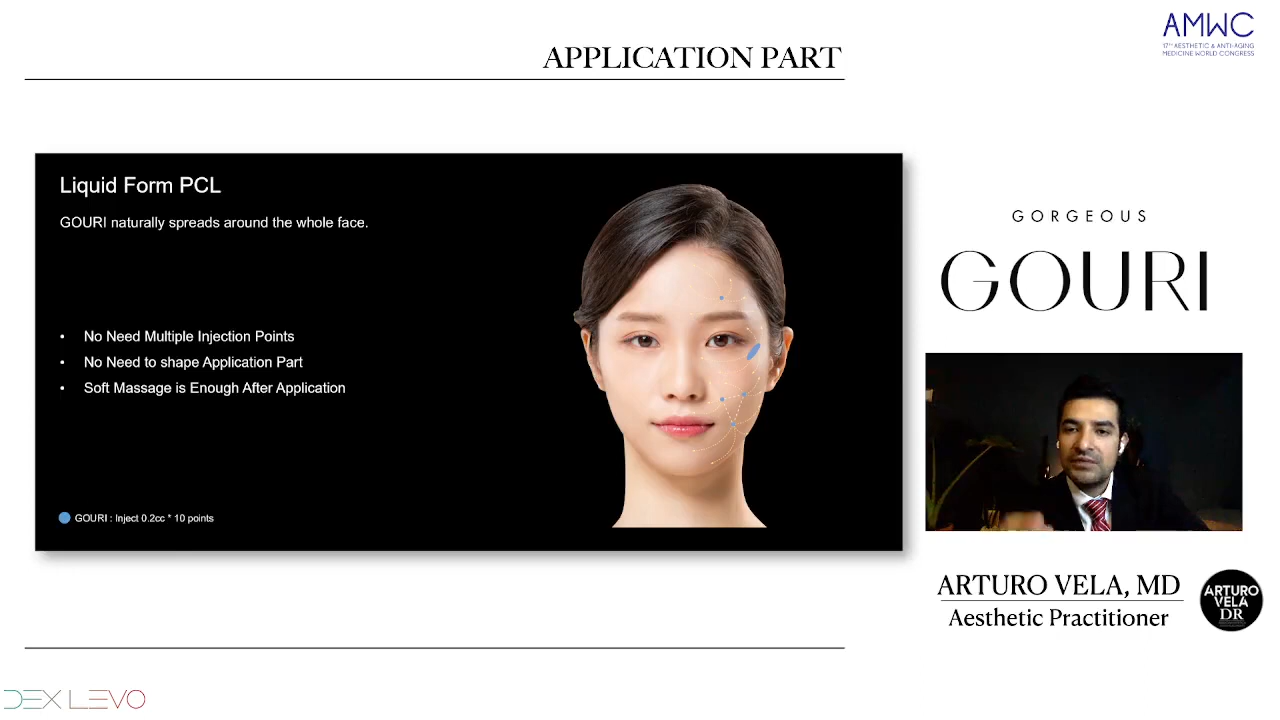 AMWC
17TH AESTHETIC & ANTI-AGING
MEDICINE WORLD CONGRESS
APPLICATION PART
Liquid Form PCL
GOURI naturally spreads around the whole face.
• No Need Multiple Injection Points
• No Need to shape Application Part
• Soft Massage is Enough After Application
GOURI : Inject 0.2cc * 10 points
GORGEOUS
GOURI
ARTURO VELA, MD
Aesthetic Practitioner
ARTURO
VELA
DR
DEXLEVO